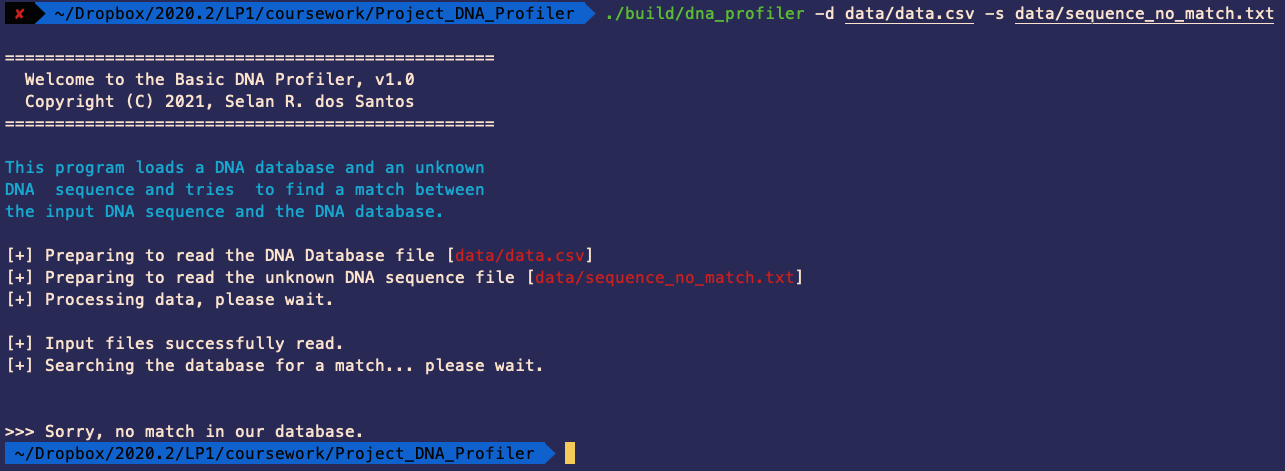 ✘ ~/Dropbox/2020.2/LP1/coursework/Project_DNA_Profiler ./build/dna_profiler -d data/data.csv -s data/sequence_no_match.txt
=================================================
  Welcome to the Basic DNA Profiler, v1.0
  Copyright (C) 2021, Selan R. dos Santos
=================================================
This program loads a DNA database and an unknown
DNA  sequence and tries  to find a match between
the input DNA sequence and the DNA database.
[+] Preparing to read the DNA Database file [data/data.csv]
[+] Preparing to read the unknown DNA sequence file [data/sequence_no_match.txt]
[+] Processing data, please wait.
[+] Input files successfully read.
[+] Searching the database for a match... please wait.
>>> Sorry, no match in our database.
~/Dropbox/2020.2/LP1/coursework/Project_DNA_Profiler